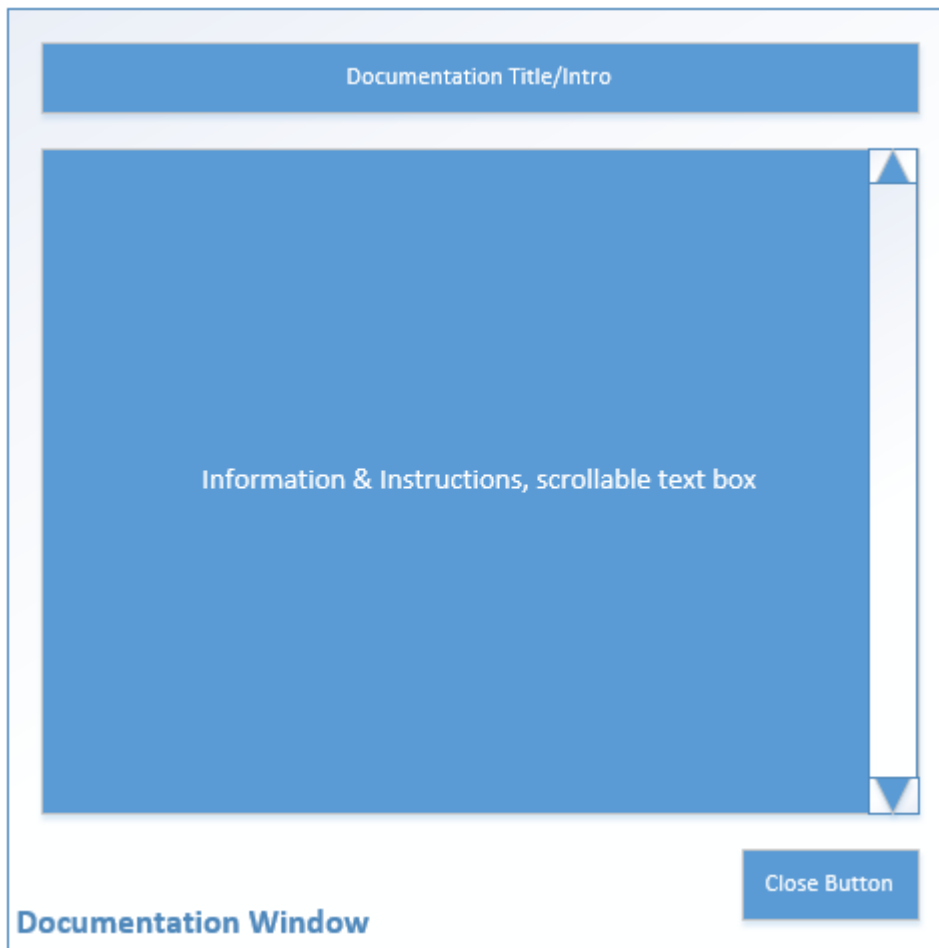 Documentation Title/Intro
Information & Instructions, scrollable text box
Close Button
Documentation Window